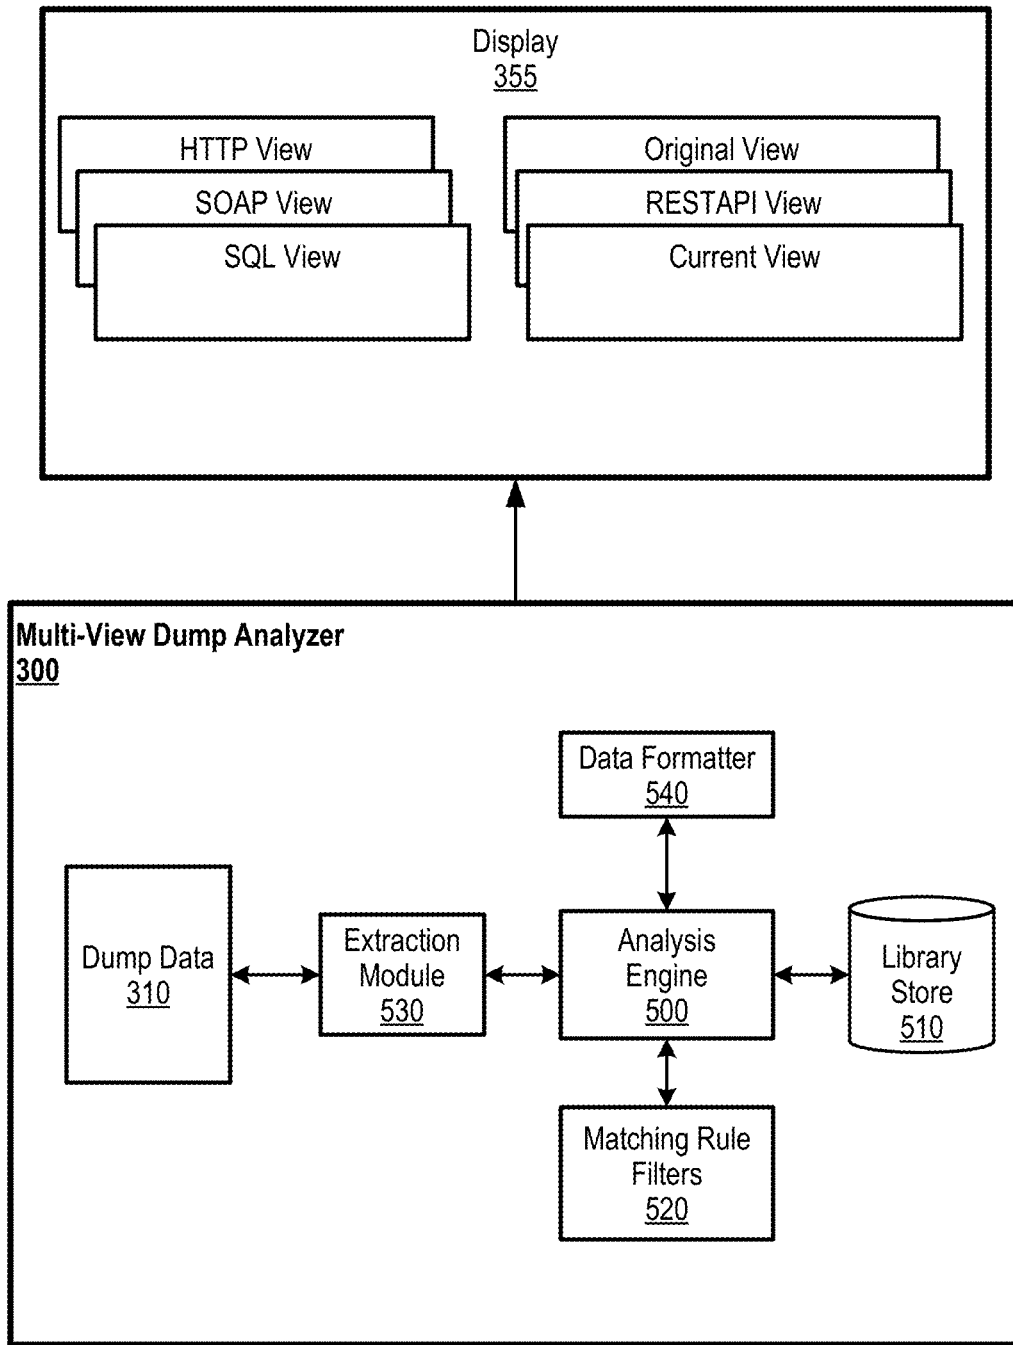 Display
355
HTTP View
SOAP View
SQL View
Original View
RESTAPI View
Current View
Multi-View Dump Analyzer
300
Data Formatter
540
Dump Data
310
Extraction
Module
530
Analysis
Engine
500
Library
Store
510
Matching Rule
Filters
520